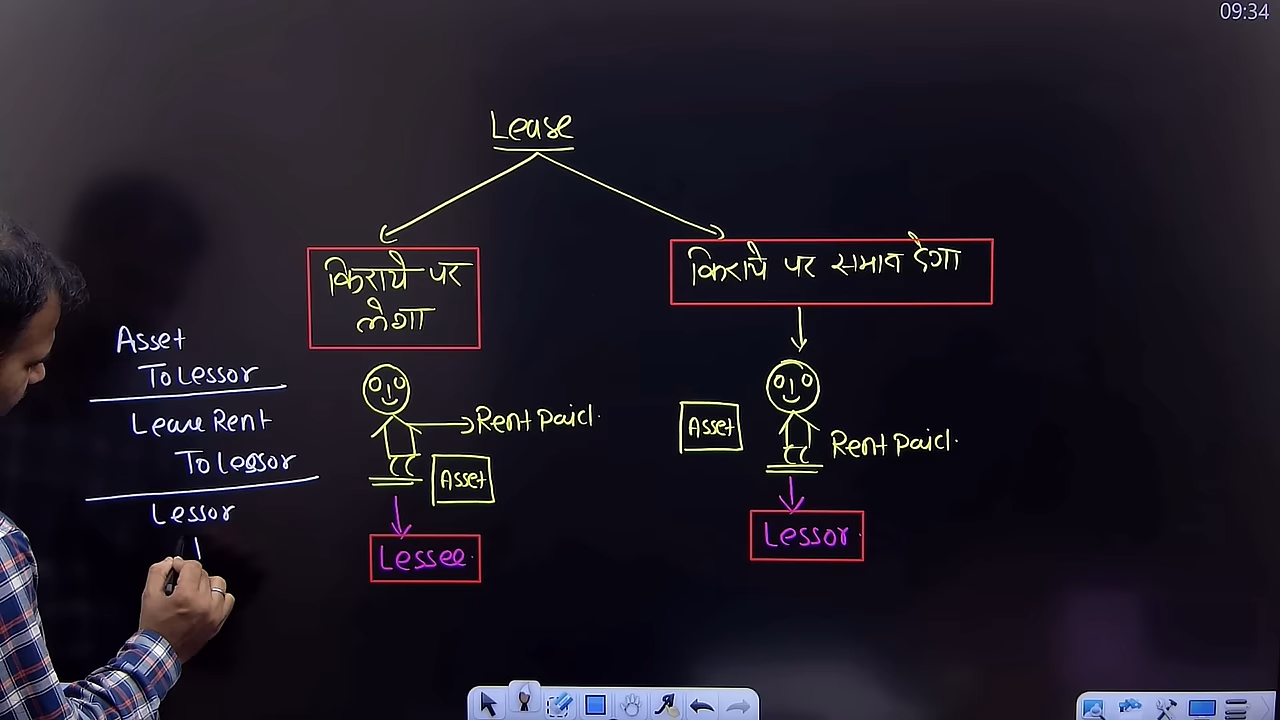 09:34
Lease
किराये पर
लेगा
किराये पर समान देगा
Asset
To Lessor
Lease Rent
To Lessor
Lessor
Rent Paid.
Asset
Lessee.
Asset
Rent Paid.
Lessor.